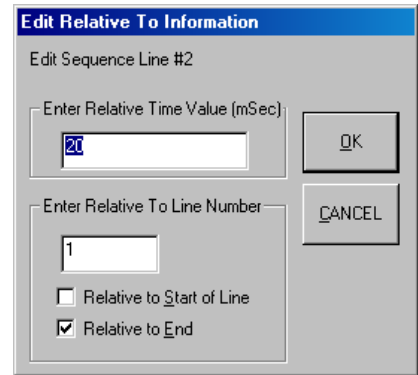 Edit Relative To Information
Edit Sequence Line #2
Enter Relative Time Value (mSec)
20
OK
CANCEL
Enter Relative To Line Number
1
Relative to Start of Line
Relative to End